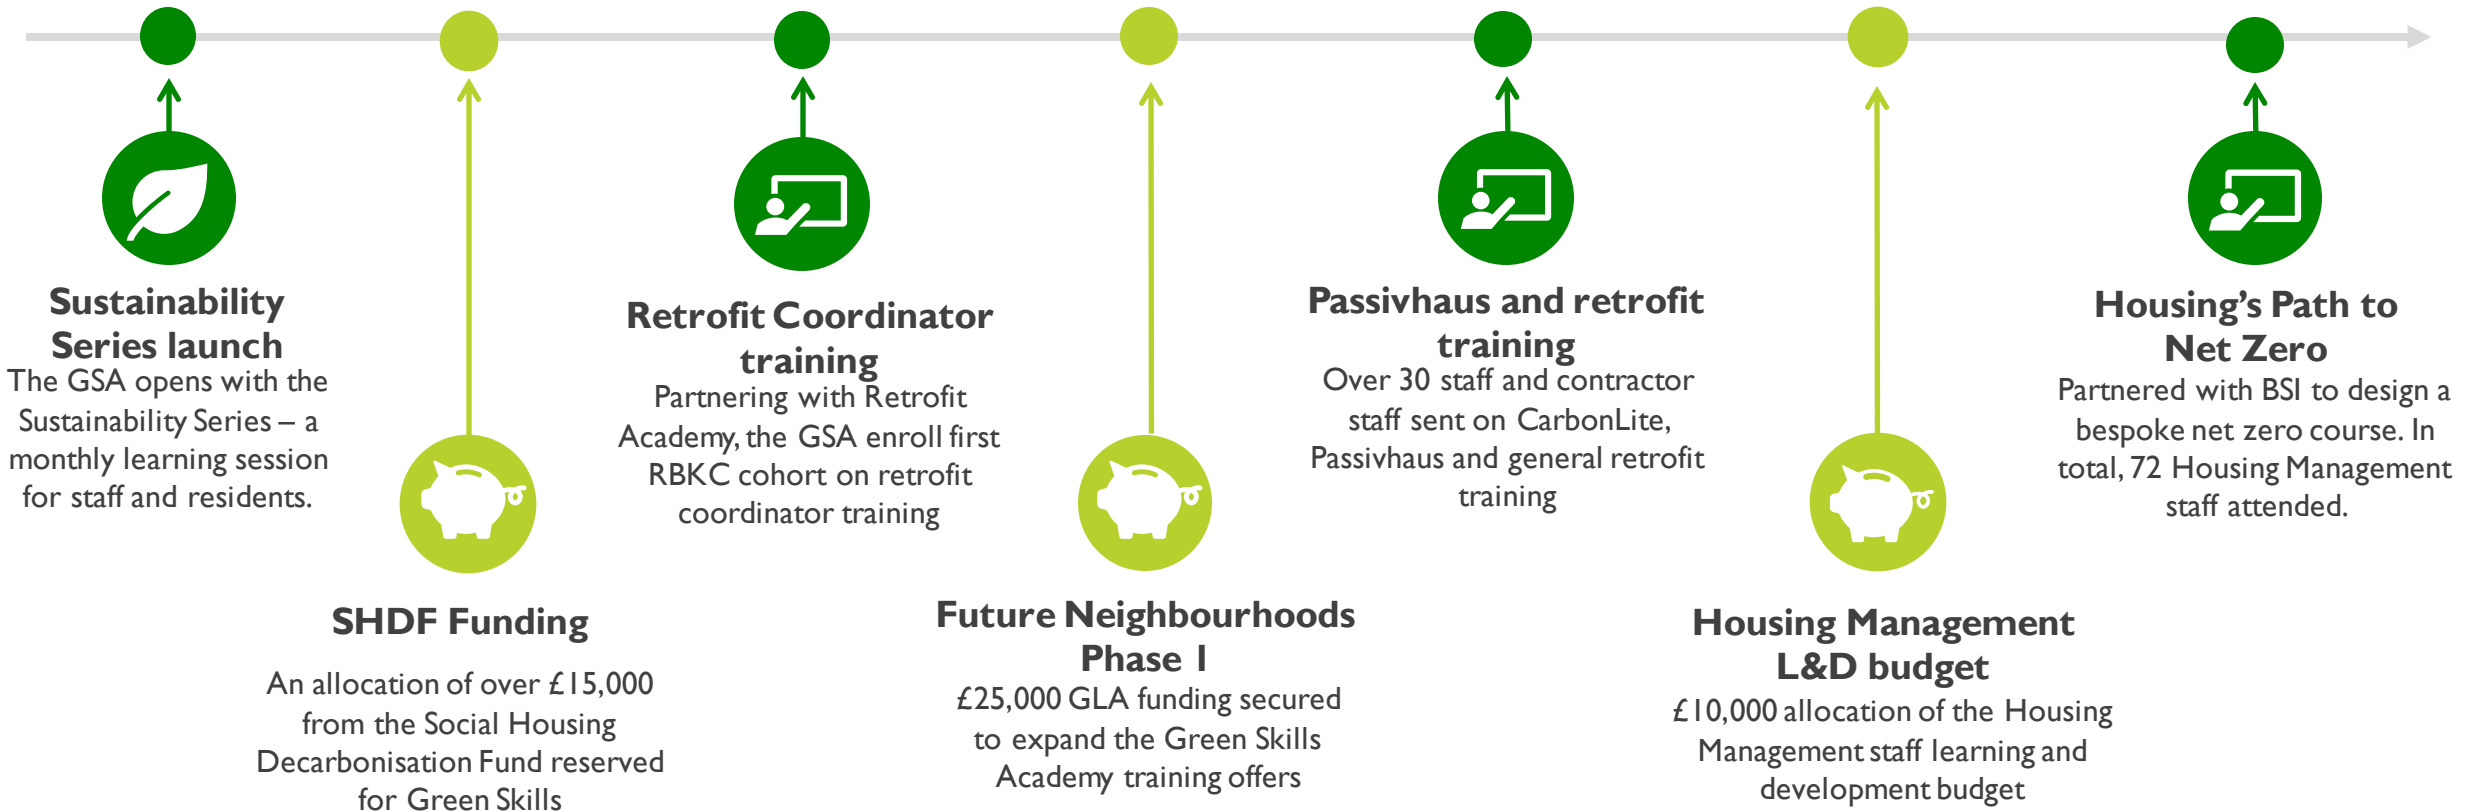 Sustainability
Series launch
The GSA opens with the
Sustainability Series – a
monthly learning session
for staff and residents.
SHDF Funding
An allocation of over £15,000
from the Social Housing
Decarbonisation Fund reserved
for Green Skills
Retrofit Coordinator
training
Partnering with Retrofit
Academy, the GSA enroll first
RBKC cohort on retrofit
coordinator training
Future Neighbourhoods
Phase 1
£25,000 GLA funding secured
to expand the Green Skills
Academy training offers
Passivhaus and retrofit
training
Over 30 staff and contractor
staff sent on CarbonLite,
Passivhaus and general retrofit
training
Housing Management
L&D budget
£10,000 allocation of the Housing
Management staff learning and
development budget
Housing’s Path to
Net Zero
Partnered with BSI to design a
bespoke net zero course. In
total, 72 Housing Management
staff attended.